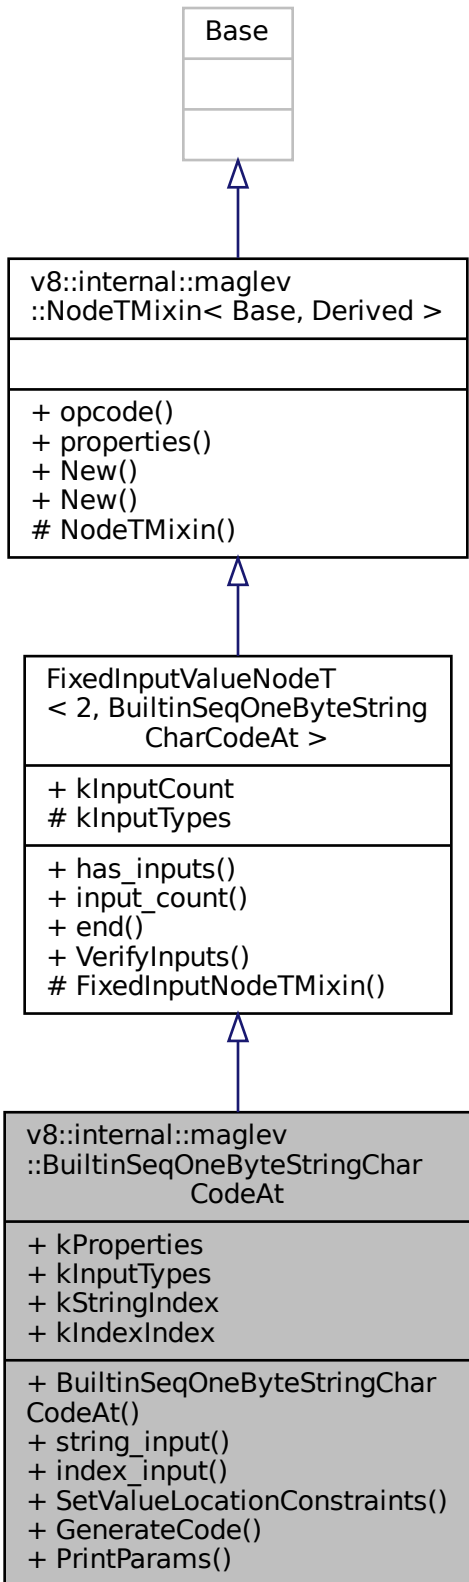 Base
v8::internal::maglev
::NodeTMixin< Base, Derived >
+ opcode()
+ properties()
+ New()
+ New()
# NodeTMixin()
FixedInputValueNodeT
< 2, BuiltinSeqOneByteString
CharCodeAt >
+ kInputCount
# kInputTypes
+ has_inputs()
+ input_count()
+ end()
+ VerifyInputs()
# FixedInputNodeTMixin()
v8::internal::maglev
::BuiltinSeqOneByteStringChar
CodeAt
+ kProperties
+ kInputTypes
+ kStringIndex
+ kIndexIndex
+ BuiltinSeqOneByteStringChar
CodeAt()
+ string_input()
+ index_input()
+ SetValueLocationConstraints()
+ GenerateCode()
+ PrintParams()